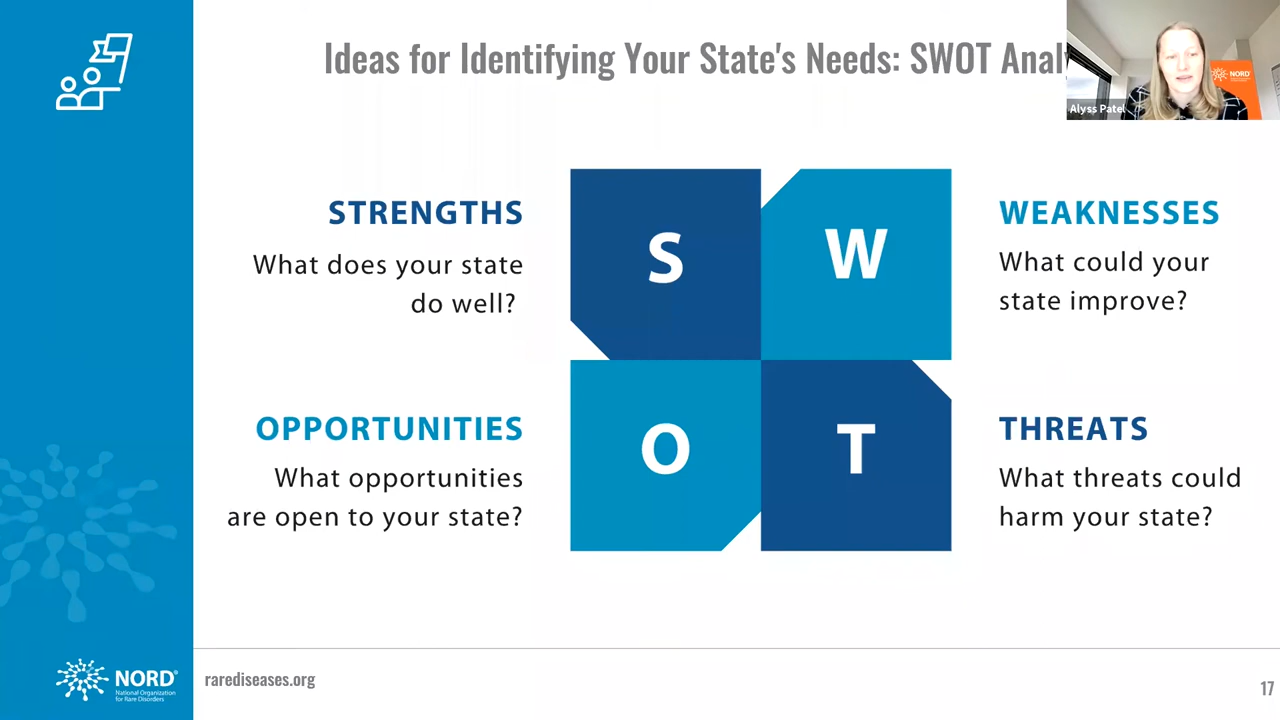 Ideas for Identifying Your State's Needs: SWOT Anal
NORD
Alyss Patel
STRENGTHS
What does your state
do well?
S
W
WEAKNESSES
What could your
state improve?
OPPORTUNITIES
What opportunities
are open to your state?
O
T
THREATS
What threats could
harm your state?
NORD®
National Organization
for Rare Disorders
rarediseases.org
17